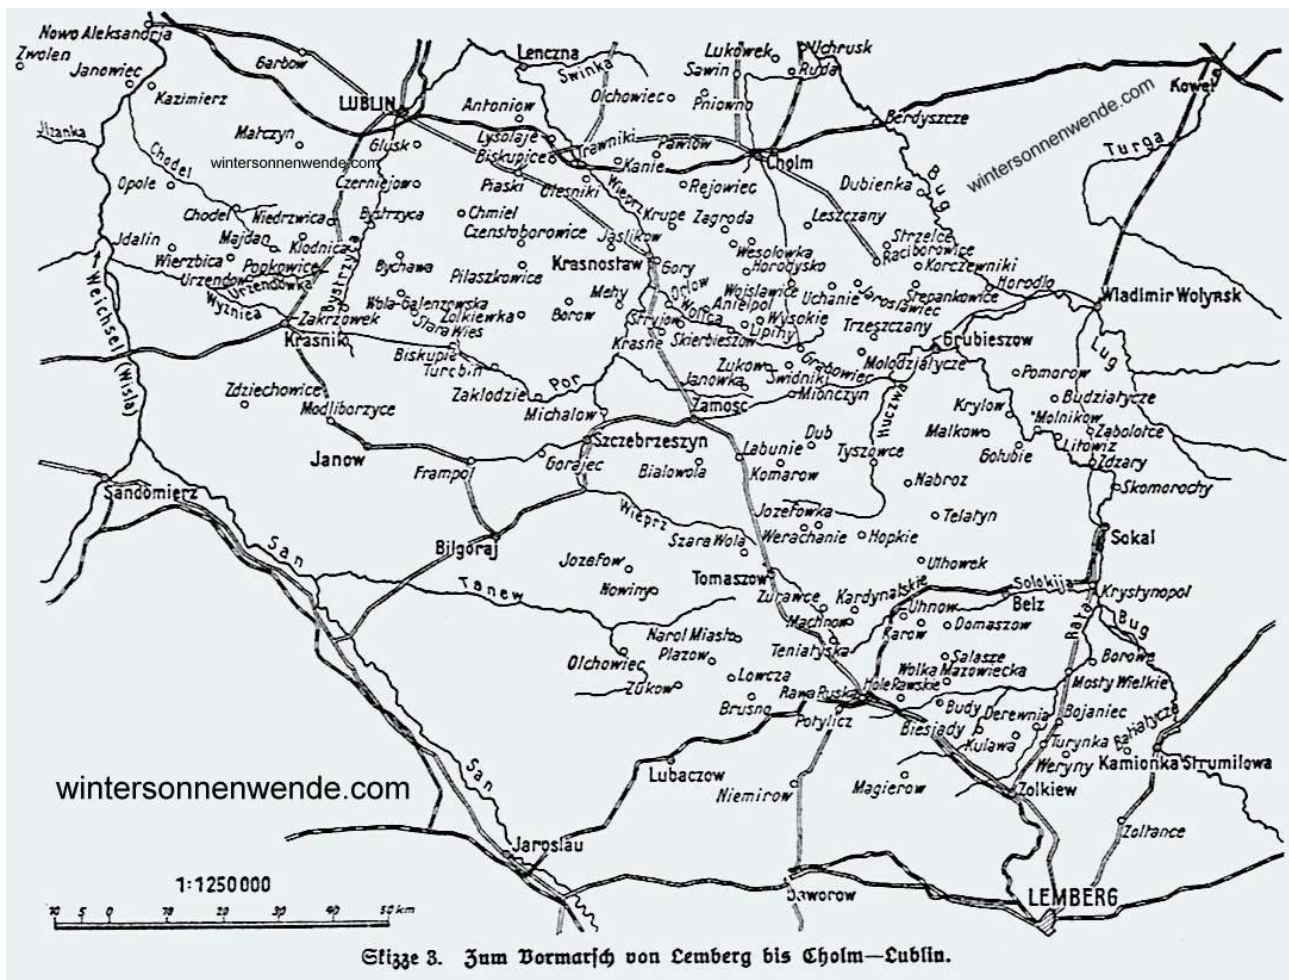 Nowo Aleksandrja
Zwolen
Janowiec
Kazimierz
Garbow
LUBLIN
Lenczna
Swinka
Lukowek
Uchrusk
Sawin
Ruda
Olchowiec
Pniowno
Kowel
wintersonnenwende.com
Turga
Jlzanka
Matczyn
Glusk
Antoniow
Lysolaje
Biskupice
Trawniki
Pawlow
Kanie
Cholm
Berdyszcze
wintersonnenwende.com
Chodel
Opole
Czerniejow
Piaski
Olesniki
Wieprz
Rejowiec
Dubienka
Bug
Chodel
Niedrzwica
Bystrzyca
Chmiel
Czenstoborowice
Krupe
Zagroda
Leszczany
Jdalin
Majdan
Klodnica
Jaslikow
Wesolowka
Strzelce
Raciborowice
Wierzbica
Popkowice
Bychawa
Pilaszkowice
Krasnostaw
Gory
Horodysko
Korczewniki
Urzendow
Urzendowka
Bystrzyca
Orlow
Wojslawice
Uchanie
Jaroslawiec
Stepankowice
Horodlo
Wladimir Wolynsk
Weichsel (Wisla)
Wyznica
Wola-Galenzowska
Zolkiewka
Mehy
Borow
Wolica
Anielpol
Wysokie
Zakrzowek
Stara Wies
Stryjow
Lipiny
Trzeszczany
Krasnik
Krasne
Skierbieszow
Grabowiec
Grubieszow
Lug
Biskupie
Turobin
Zukow
Swidniki
Molodziatycze
Pomorow
Zdziechowice
Zaklodzie
Por
Janowka
Mionczyn
Huczwa
Budziatycze
Modliborzyce
Michalow
Zamosc
Krylow
Molnikow
Malkow
Zabolotce
Janow
Szczebrzeszyn
Labunie
Dub
Tyszowce
Golubie
Litowiz
Frampol
Gorajec
Bialowola
Komarow
Zdzary
Sandomierz
Nabroz
Skomorochy
Wieprz
Jozefowka
Telatyn
San
Bilgoraj
Szara Wola
Werachanie
Hopkie
Sokal
Jozefow
Uthowek
Tanew
Nowiny
Tomaszow
Zurawce
Kardynalskie
Solokija
Krystynopol
Machnow
Uhnow
Belz
Karow
Domaszow
Rata
Bug
Narol Miasto
Plazow
Teniatyska
Salasze
Borowe
Olchowiec
Lowcza
Wolka Mazowiecka
Mosty Wielkie
Zukow
Rawa Ruska
Hole Rawskie
Brusno
Potylicz
Budy
Derewnia
Bojaniec
Biesiady
Batiatycze
San
Kulawa
Turynka
Weryny
Kamionka Strumilowa
Lubaczow
Niemirow
Magierow
Zolkiew
wintersonnenwende.com
Jaroslau
Zoltance
1:1250000
Jaworow
LEMBERG
10 5 0 10 20 30 40 50 km
Skizze 3. Zum Vormarsch von Lemberg bis Cholm—Lublin.